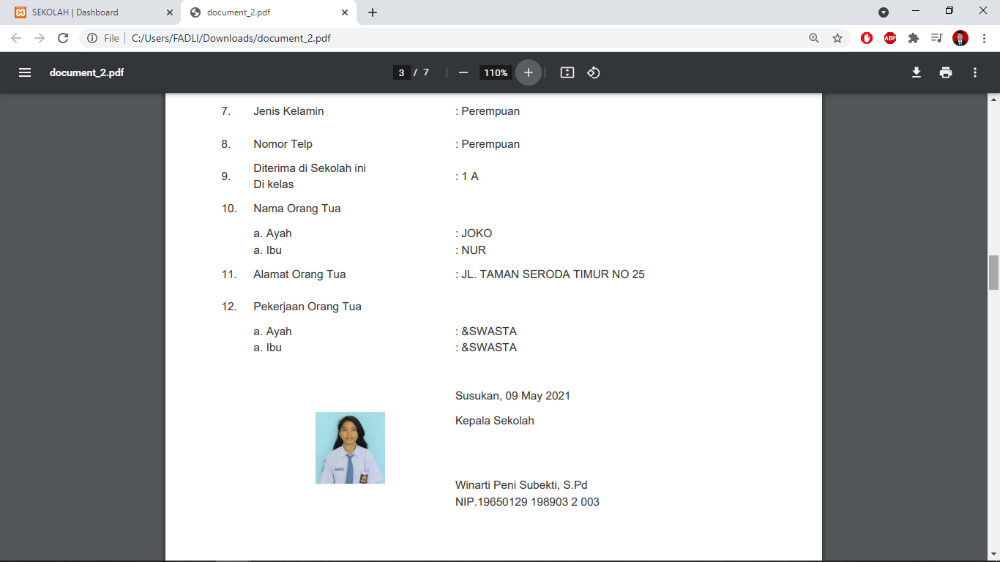 SEKOLAH | Dashboard
document_2.pdf
File
C:/Users/FADLI/Downloads/document_2.pdf
ABP
document_2.pdf
3 / 7
110%
7. Jenis Kelamin : Perempuan
8. Nomor Telp : Perempuan
Diterima di Sekolah ini
9. : 1 A
Di kelas
10. Nama Orang Tua
a. Ayah : JOKO
a. Ibu : NUR
11. Alamat Orang Tua : JL. TAMAN SERODA TIMUR NO 25
12. Pekerjaan Orang Tua
a. Ayah : &SWASTA
a. Ibu : &SWASTA
Susukan, 09 May 2021
Kepala Sekolah
Winarti Peni Subekti, S.Pd
NIP.19650129 198903 2 003